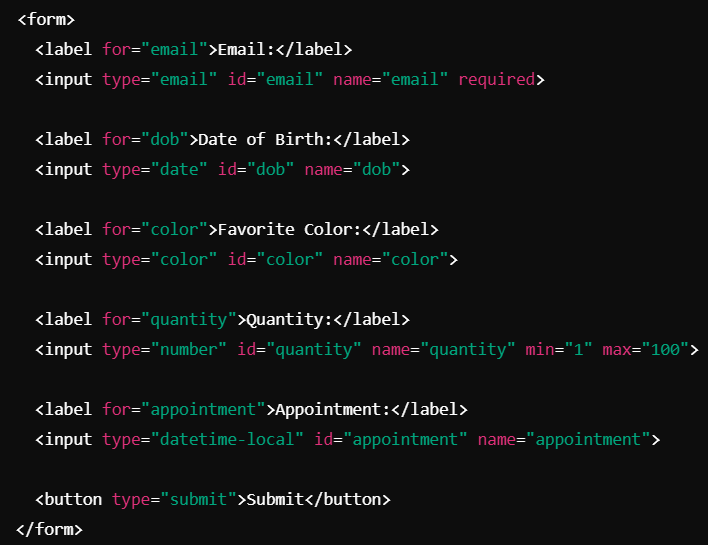 <form>
<label for="email">Email:</label>
<input type="email" id="email" name="email" required>
<label for="dob">Date of Birth:</label>
<input type="date" id="dob" name="dob">
<label for="color">Favorite Color:</label>
<input type="color" id="color" name="color">
<label for="quantity">Quantity:</label>
<input type="number" id="quantity" name="quantity" min="1" max="100">
<label for="appointment">Appointment:</label>
<input type="datetime-local" id="appointment" name="appointment">
<button type="submit">Submit</button>
</form>